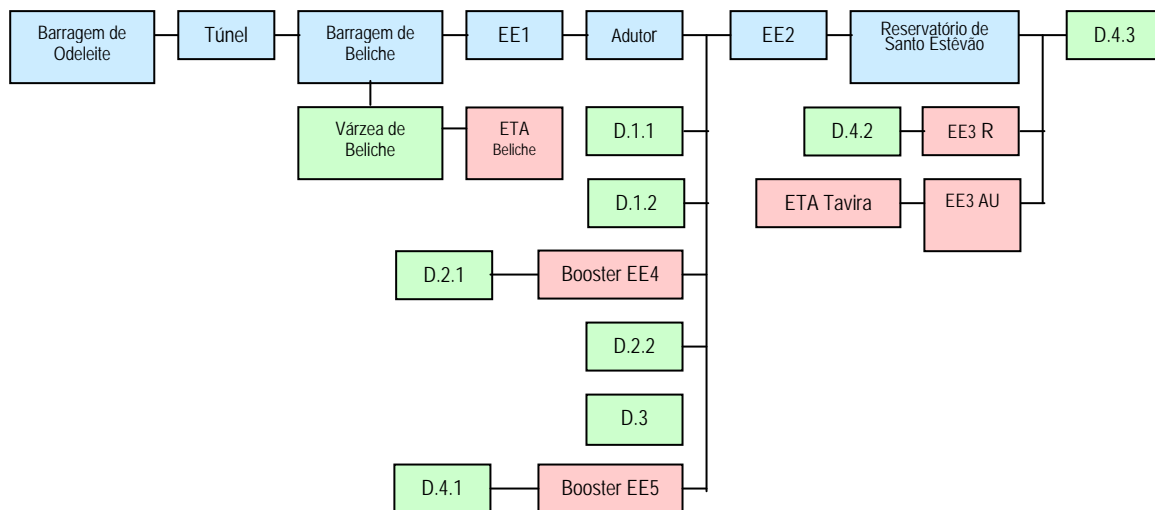 Barragem de
Odeleite
Túnel
Barragem de
Beliche
EE1
Adutor
EE2
Reservatório de
Santo Estêvão
D.4.3
Várzea de
Beliche
ETA
Beliche
D.1.1
D.4.2
EE3 R
D.1.2
ETA Tavira
EE3 AU
D.2.1
Booster EE4
D.2.2
D.3
D.4.1
Booster EE5